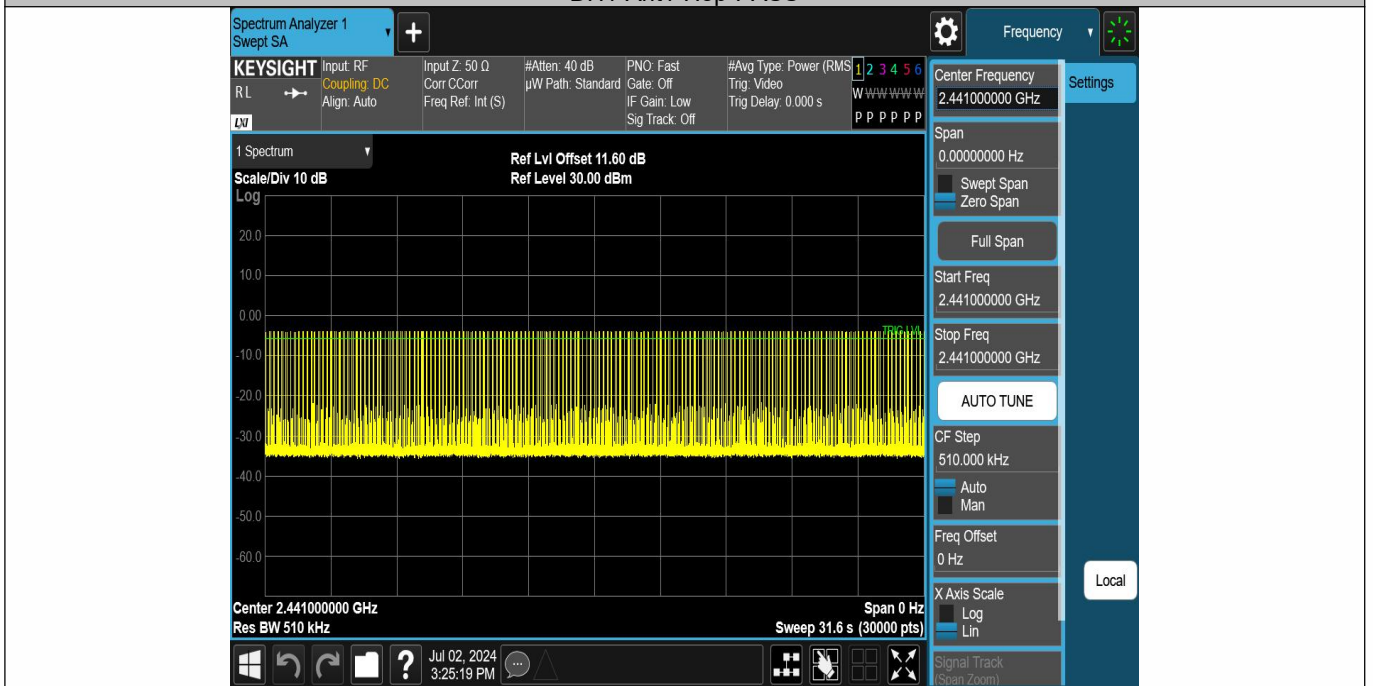 Spectrum Analyzer 1
Swept SA
+
Frequency
KEYSIGHT
RL
LXI
Input: RF
Coupling: DC
Align: Auto
Input Z: 50 Ω
Corr CCorr
Freq Ref: Int (S)
#Atten: 40 dB
µW Path: Standard
PNO: Fast
Gate: Off
IF Gain: Low
Sig Track: Off
#Avg Type: Power (RMS
Trig: Video
Trig Delay: 0.000 s
1 2 3 4 5 6
W W W W W W
P P P P P P
Center Frequency
2.441000000 GHz
Settings
Span
0.00000000 Hz
Swept Span
Zero Span
Full Span
Start Freq
2.441000000 GHz
Stop Freq
2.441000000 GHz
AUTO TUNE
CF Step
510.000 kHz
Auto
Man
Freq Offset
0 Hz
X Axis Scale
Log
Lin
Signal Track
(Span Zoom)
Local
1 Spectrum
Scale/Div 10 dB
Ref Lvl Offset 11.60 dB
Ref Level 30.00 dBm
Log
20.0
10.0
0.00
-10.0
-20.0
-30.0
-40.0
-50.0
-60.0
TRIG LVL
Center 2.441000000 GHz
Span 0 Hz
Res BW 510 kHz
Sweep 31.6 s (30000 pts)
?
Jul 02, 2024
3:25:19 PM